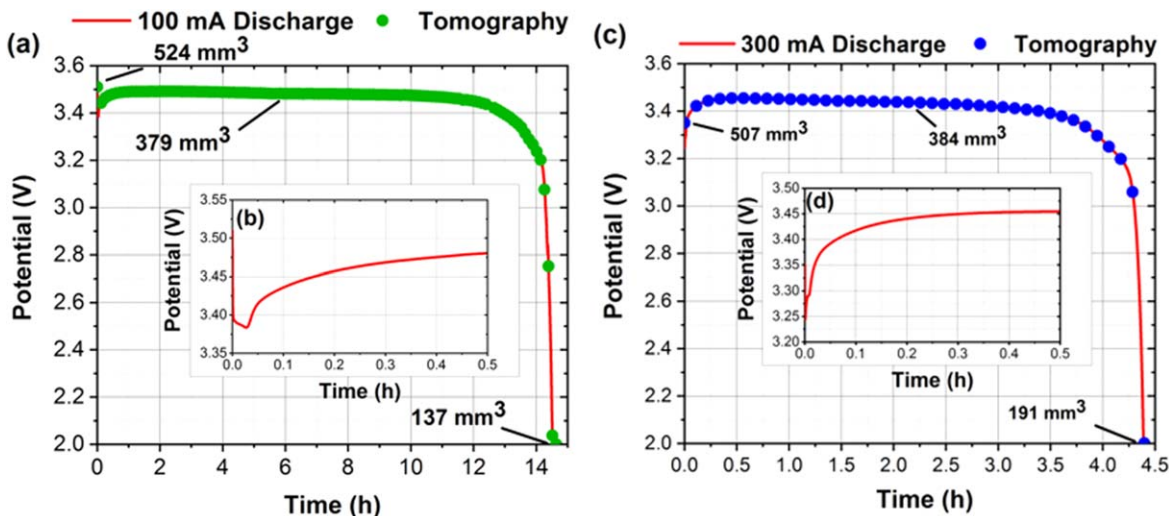 100 mA Discharge Tomography
(a)
524 mm3
3.6
3.4
3.2
3.0
2.8
2.6
2.4
2.2
2.0
Potential (V)
379 mm3
137 mm3
0 2 4 6 8 10 12 14
Time (h)
(b)
3.55
3.50
3.45
3.40
3.35
Potential (V)
0.0 0.1 0.2 0.3 0.4 0.5
Time (h)
300 mA Discharge Tomography
(c)
3.6
3.4
3.2
3.0
2.8
2.6
2.4
2.2
2.0
Potential (V)
507 mm3
384 mm3
191 mm3
0.0 0.5 1.0 1.5 2.0 2.5 3.0 3.5 4.0 4.5
Time (h)
(d)
3.50
3.45
3.40
3.35
3.30
3.25
3.20
Potential (V)
0.0 0.1 0.2 0.3 0.4 0.5
Time (h)